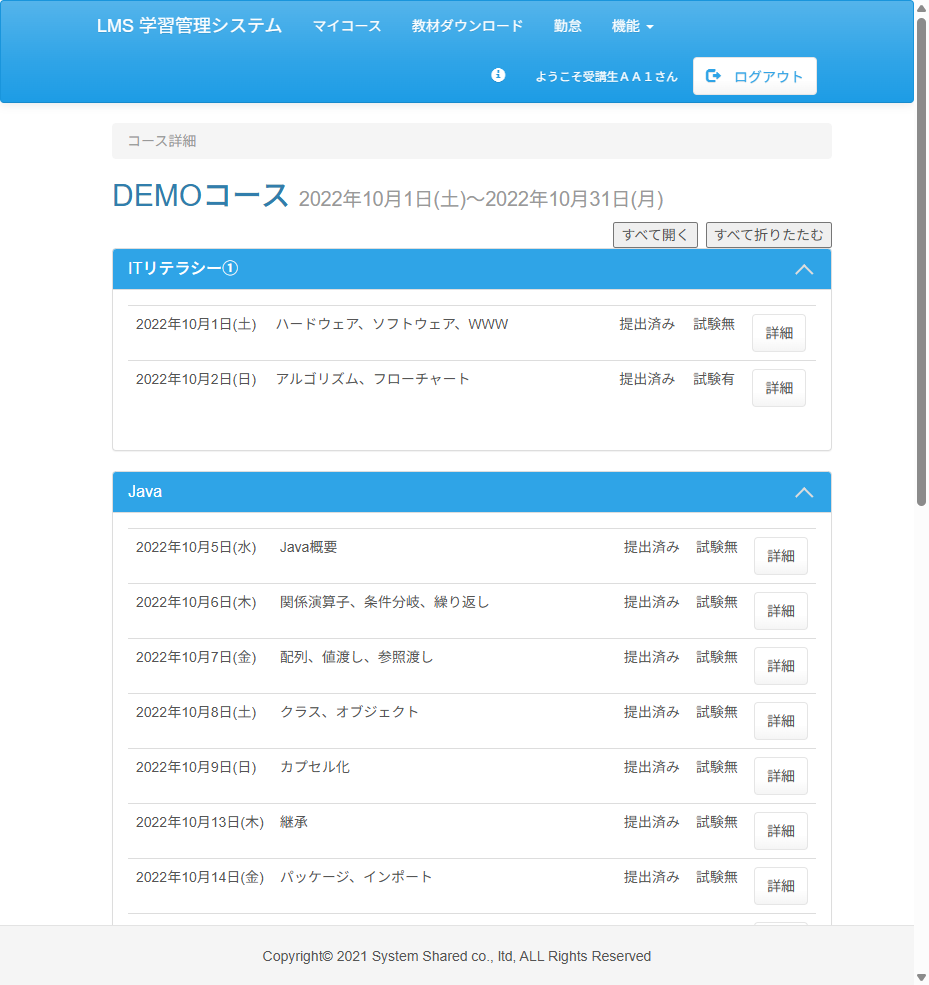 LMS 学習管理システム マイコース 教材ダウンロード 勤怠 機能
ようこそ受講生ＡＡ１さん ログアウト
コース詳細
DEMOコース 2022年10月1日(土)～2022年10月31日(月)
すべて開く すべて折りたたむ
ITリテラシー①
2022年10月1日(土) ハードウェア、ソフトウェア、WWW 提出済み 試験無 詳細
2022年10月2日(日) アルゴリズム、フローチャート 提出済み 試験有 詳細
Java
2022年10月5日(水) Java概要 提出済み 試験無 詳細
2022年10月6日(木) 関係演算子、条件分岐、繰り返し 提出済み 試験無 詳細
2022年10月7日(金) 配列、値渡し、参照渡し 提出済み 試験無 詳細
2022年10月8日(土) クラス、オブジェクト 提出済み 試験無 詳細
2022年10月9日(日) カプセル化 提出済み 試験無 詳細
2022年10月13日(木) 継承 提出済み 試験無 詳細
2022年10月14日(金) パッケージ、インポート 提出済み 試験無 詳細
Copyright© 2021 System Shared co., ltd, ALL Rights Reserved